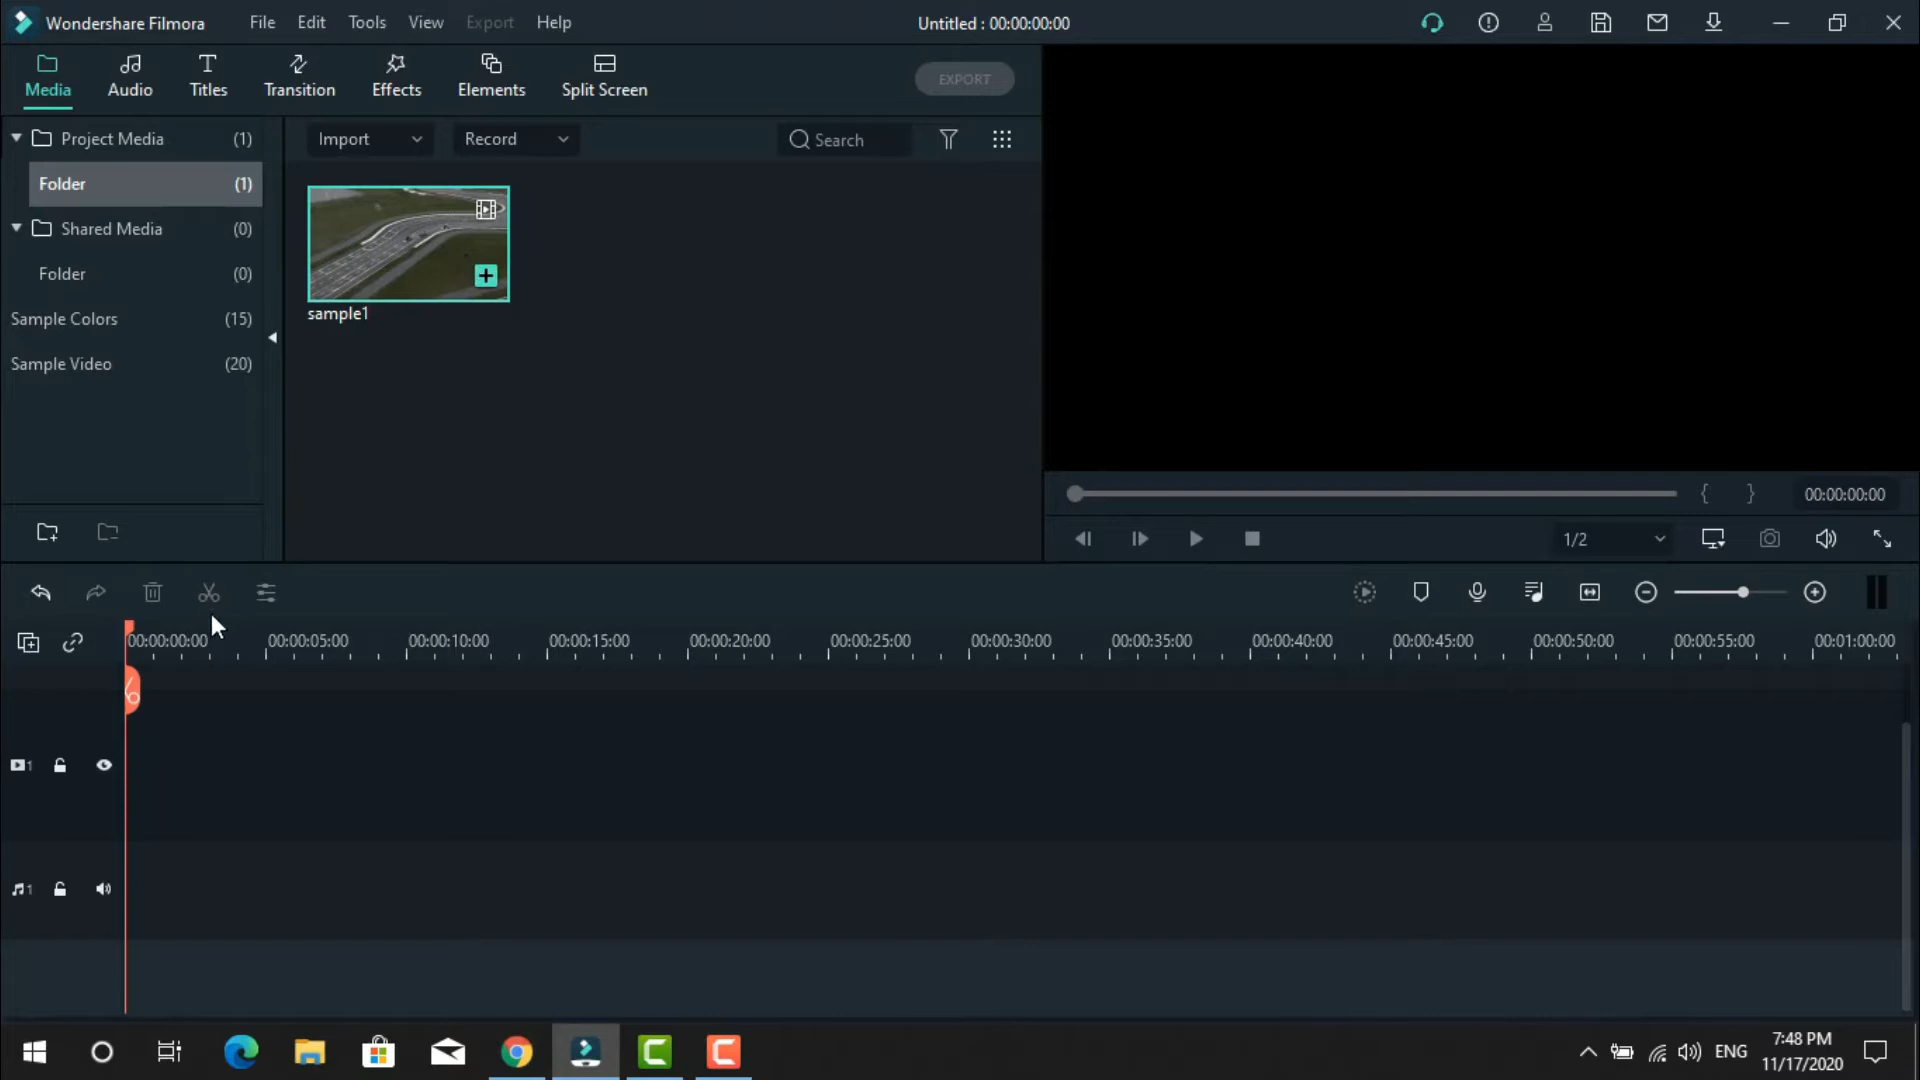 Wondershare Filmora File Edit Tools View Export Help Untitled : 00:00:00:00
Media Audio Titles Transition Effects Elements Split Screen EXPORT
Project Media (1)
Folder (1)
Shared Media (0)
Folder (0)
Sample Colors (15)
Sample Video (20)
Import Record Search
sample1
00:00:00:00
1/2
00:00:00:00 00:00:05:00 00:00:10:00 00:00:15:00 00:00:20:00 00:00:25:00 00:00:30:00 00:00:35:00 00:00:40:00 00:00:45:00 00:00:50:00 00:00:55:00 00:01:00:00
1
1
ENG 7:48 PM
11/17/2020